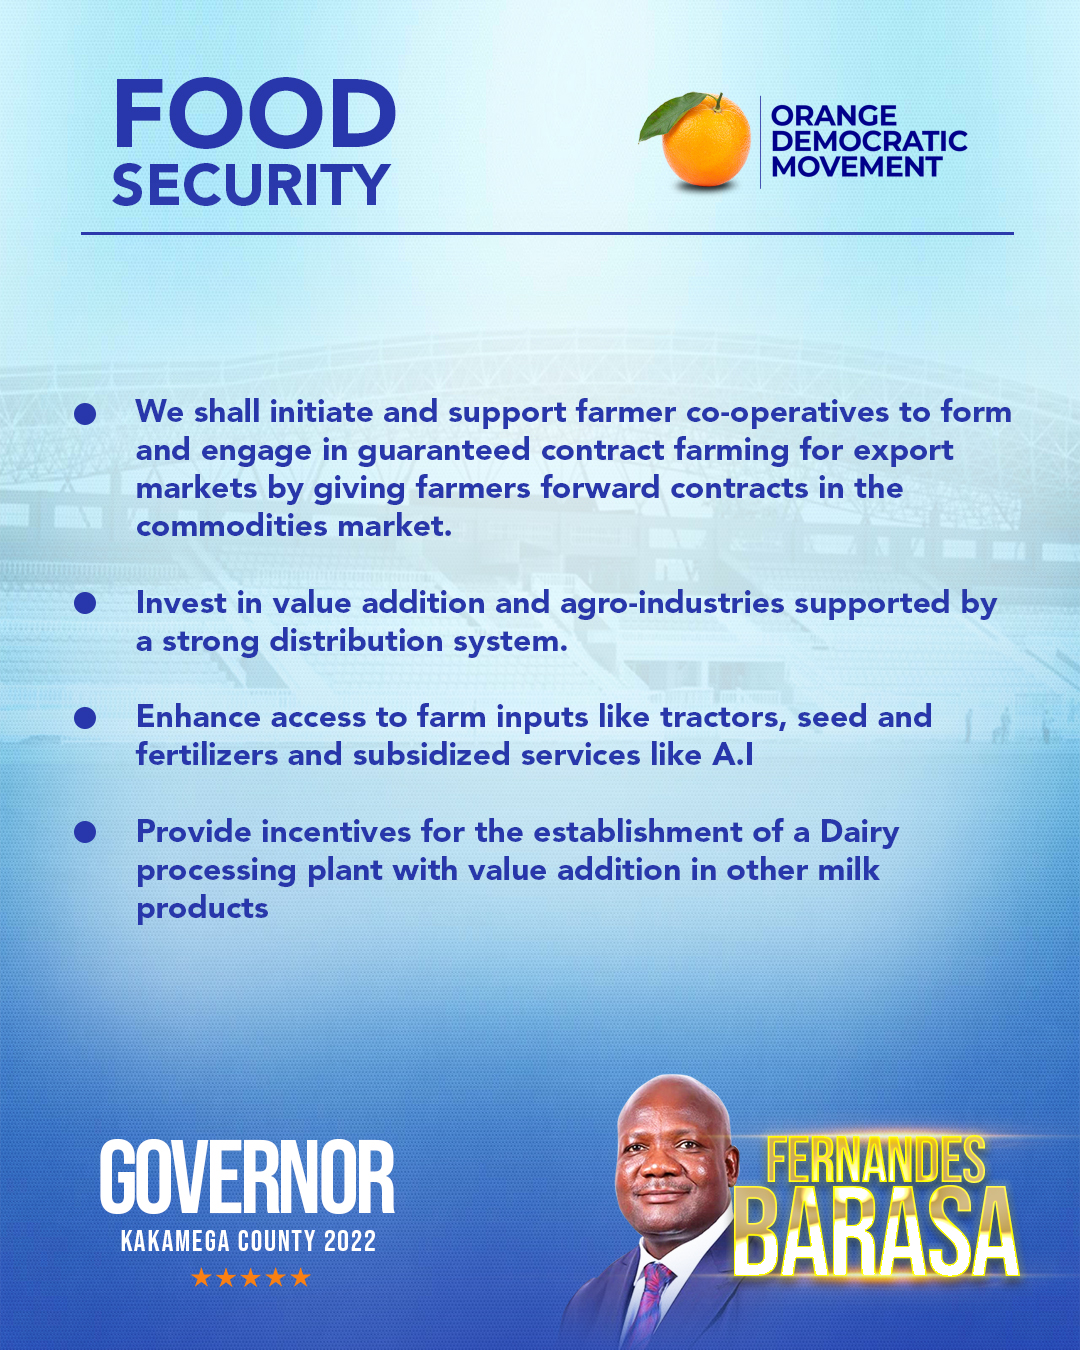 FOOD
SECURITY
ORANGE
DEMOCRATIC
MOVEMENT
We shall initiate and support farmer co-operatives to form
and engage in guaranteed contract farming for export
markets by giving farmers forward contracts in the
commodities market.
Invest in value addition and agro-industries supported by
a strong distribution system.
Enhance access to farm inputs like tractors, seed and
fertilizers and subsidized services like A.I
Provide incentives for the establishment of a Dairy
processing plant with value addition in other milk
products
GOVERNOR
KAKAMEGA COUNTY 2022
FERNANDES
BARASA